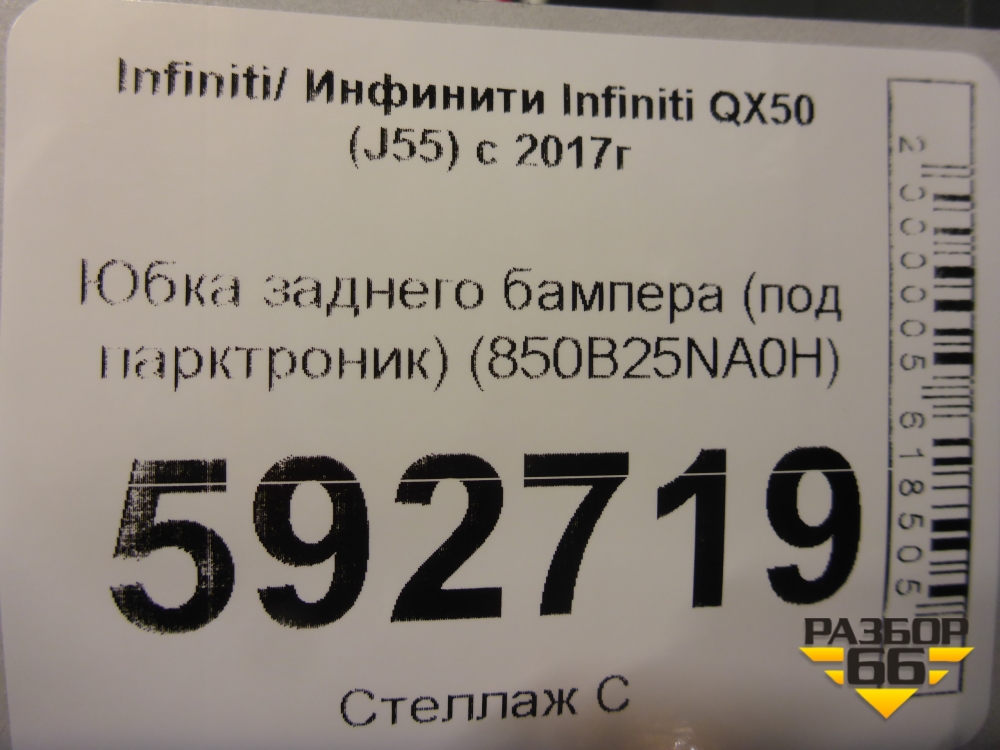 Infiniti/ Инфинити Infiniti QX50
(J55) с 2017г
Юбка заднего бампера (под
парктроник) (850B25NA0H)
592719
Стеллаж С
2000005618505
РАЗБОР
66